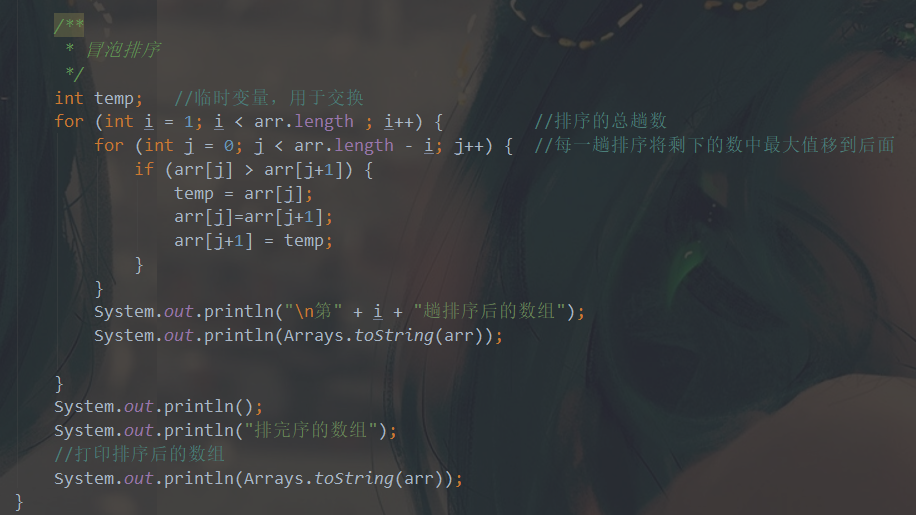 /**
 * 冒泡排序
 */
int temp;   //临时变量，用于交换
for (int i = 1; i < arr.length ; i++) {         //排序的总趟数
    for (int j = 0; j < arr.length - i; j++) {  //每一趟排序将剩下的数中最大值移到后面
        if (arr[j] > arr[j+1]) {
            temp = arr[j];
            arr[j]=arr[j+1];
            arr[j+1] = temp;
        }
    }
    System.out.println("\n第" + i + "趟排序后的数组");
    System.out.println(Arrays.toString(arr));
}
System.out.println();
System.out.println("排完序的数组");
//打印排序后的数组
System.out.println(Arrays.toString(arr));
}